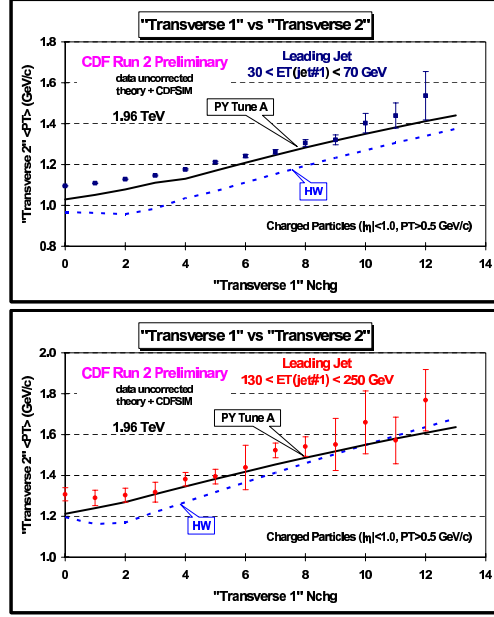 "Transverse 1" vs "Transverse 2"
CDF Run 2 Preliminary
data uncorrected
theory + CDFSIM
1.96 TeV
Leading Jet
30 < ET(jet#1) < 70 GeV
PY Tune A
HW
Charged Particles (|η|<1.0, PT>0.5 GeV/c)
"Transverse 2" <PT> (GeV/c)
1.8
1.6
1.4
1.2
1.0
0.8
0 2 4 6 8 10 12 14
"Transverse 1" Nchg
"Transverse 1" vs "Transverse 2"
CDF Run 2 Preliminary
data uncorrected
theory + CDFSIM
1.96 TeV
Leading Jet
130 < ET(jet#1) < 250 GeV
PY Tune A
HW
Charged Particles (|η|<1.0, PT>0.5 GeV/c)
"Transverse 2" <PT> (GeV/c)
2.0
1.8
1.6
1.4
1.2
1.0
0 2 4 6 8 10 12 14
"Transverse 1" Nchg